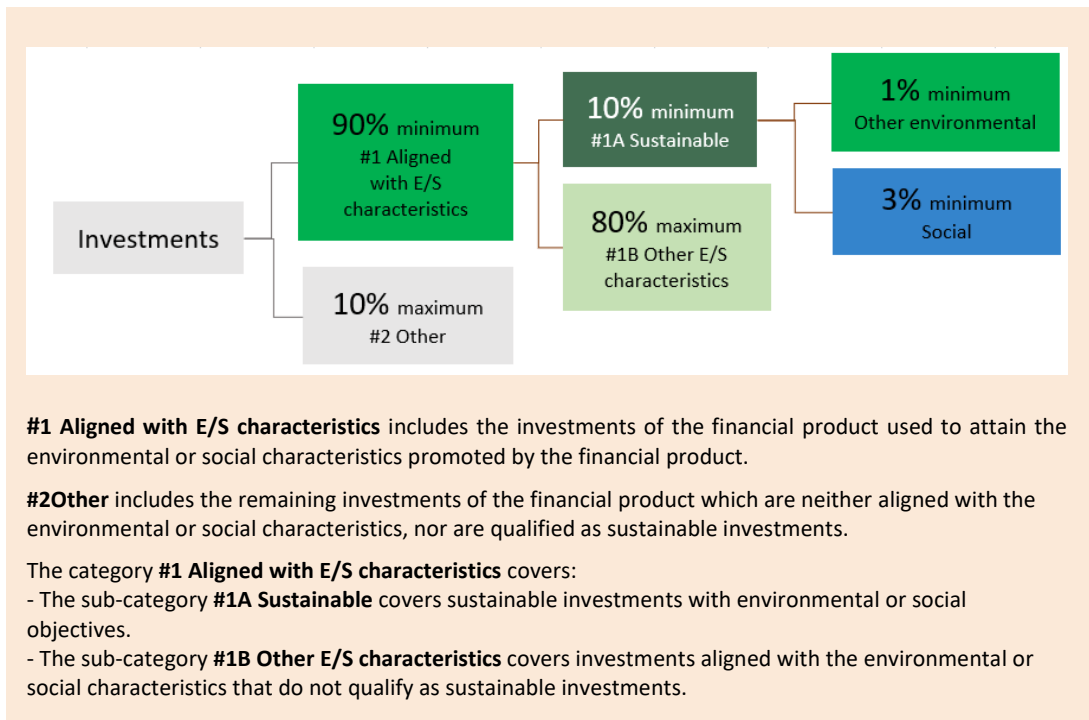 Investments
90% minimum
#1 Aligned
with E/S
characteristics
10% maximum
#2 Other
10% minimum
#1A Sustainable
80% maximum
#1B Other E/S
characteristics
1% minimum
Other environmental
3% minimum
Social
#1 Aligned with E/S characteristics includes the investments of the financial product used to attain the
environmental or social characteristics promoted by the financial product.
#2Other includes the remaining investments of the financial product which are neither aligned with the
environmental or social characteristics, nor are qualified as sustainable investments.
The category #1 Aligned with E/S characteristics covers:
- The sub-category #1A Sustainable covers sustainable investments with environmental or social
objectives.
- The sub-category #1B Other E/S characteristics covers investments aligned with the environmental or
social characteristics that do not qualify as sustainable investments.